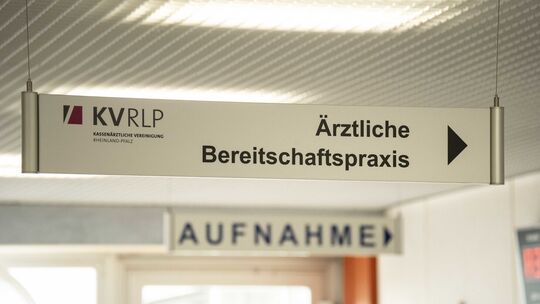 KVRLP
KASSENÄRZTLICHE VEREINIGUNG
RHEINLAND-PFALZ
Ärztliche
Bereitschaftspraxis
AUFNAHME